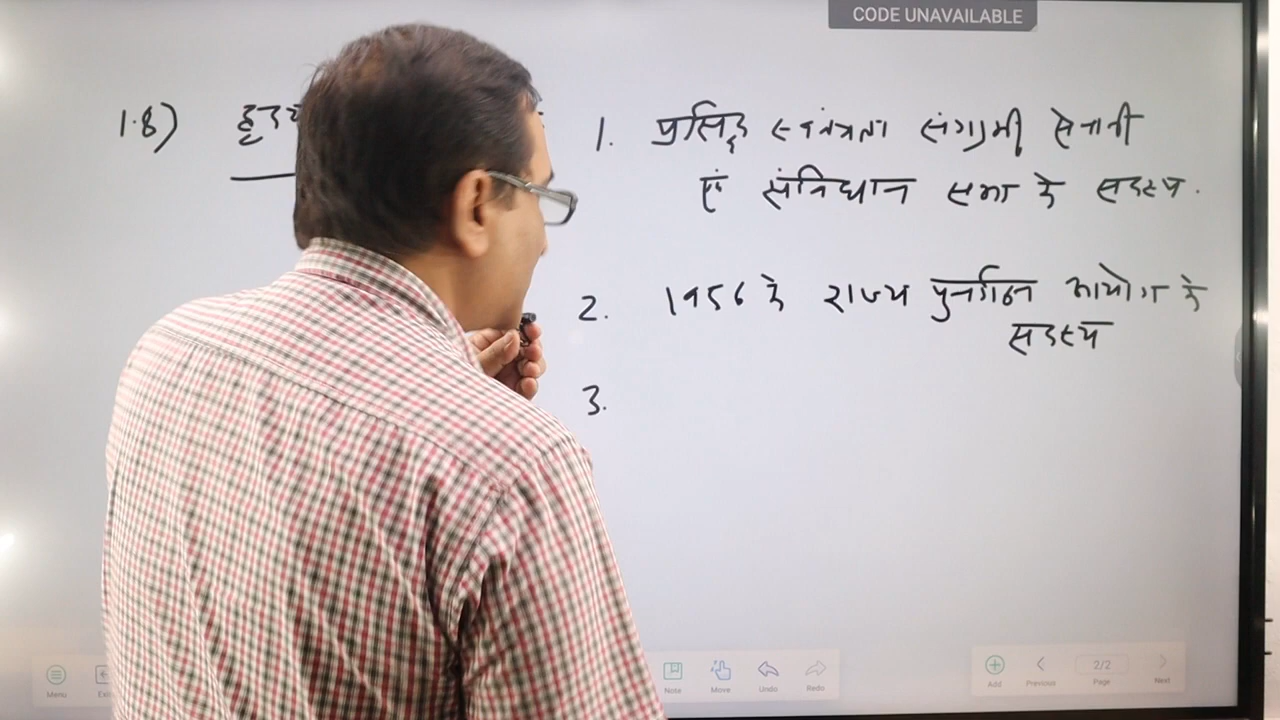 CODE UNAVAILABLE
1.8)
1. प्रसिद्ध स्वतंत्रता संग्राम सेनानी
एवं संविधान सभा के सदस्य.
2. 1956 के राज्य पुनर्गठन आयोग के
सदस्य
3.
Menu
Note Move Undo Redo
Add Previous 2/2 Page Next